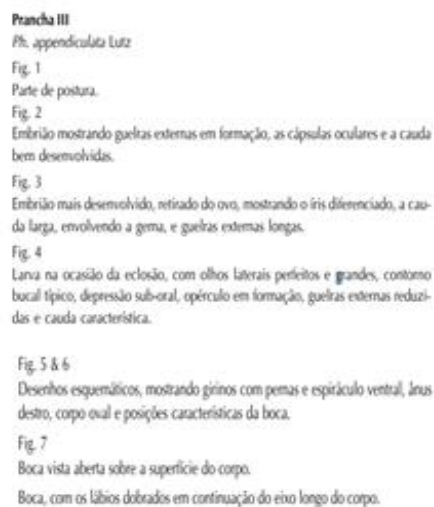 Prancha III
Ph. appendiculata Lutz
Fig. 1
Parte de postura.
Fig. 2
Embrião mostrando guelras externas em formação, as cápsulas oculares e a cauda
bem desenvolvidas.
Fig. 3
Embrião mais desenvolvido, retirado do ovo, mostrando o íris diferenciado, a cau-
da larga, envolvendo a gema, e guelras externas longas.
Fig. 4
Larva na ocasião da eclosão, com olhos laterais perfeitos e grandes, contorno
bucal típico, depressão sub-oral, opérculo em formação, guelras externas reduzi-
das e cauda característica.
Fig. 5 & 6
Desenhos esquemáticos, mostrando girinos com pernas e espiráculo ventral, ânus
destro, corpo oval e posições características da boca.
Fig. 7
Boca vista aberta sobre a superfície do corpo.
Boca, com os lábios dobrados em continuação do eixo longo do corpo.